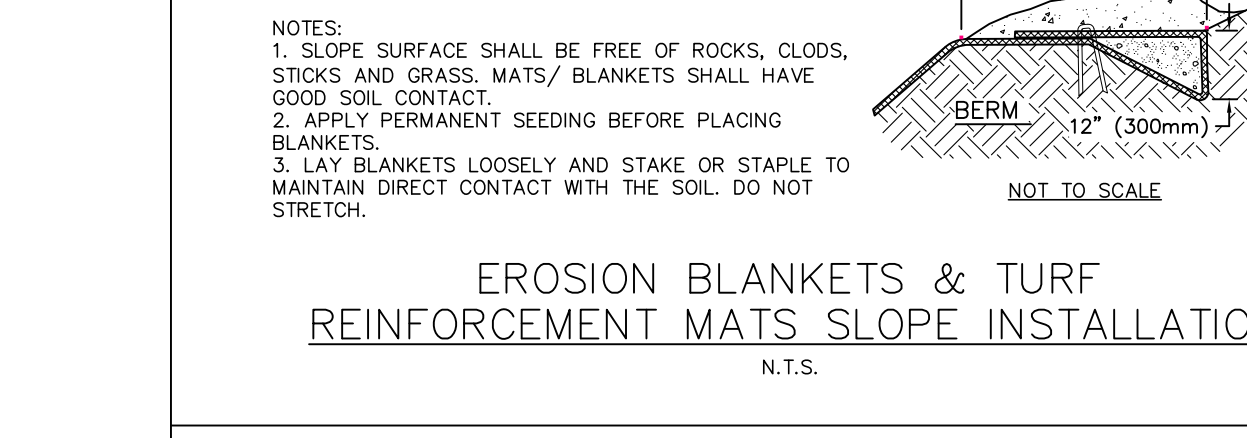 NOTES:
1. SLOPE SURFACE SHALL BE FREE OF ROCKS, CLODS,
STICKS AND GRASS. MATS/ BLANKETS SHALL HAVE
GOOD SOIL CONTACT.
2. APPLY PERMANENT SEEDING BEFORE PLACING
BLANKETS.
3. LAY BLANKETS LOOSELY AND STAKE OR STAPLE TO
MAINTAIN DIRECT CONTACT WITH THE SOIL. DO NOT
STRETCH.
BERM
12" (300mm)
NOT TO SCALE
EROSION BLANKETS & TURF
REINFORCEMENT MATS SLOPE INSTALLATIO
N.T.S.